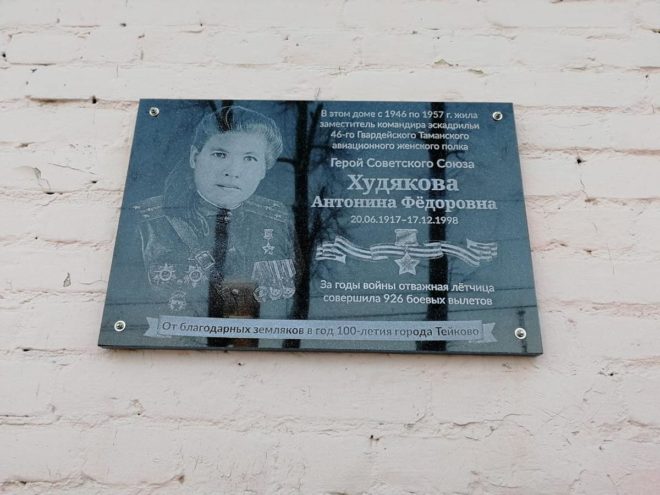 В этом доме с 1946 по 1957 г. жила
заместитель командира эскадрильи
46-го Гвардейского Таманского
авиационного женского полка
Герой Советского Союза
Худякова
Антонина Фёдоровна
20.06.1917-17.12.1998
За годы войны отважная лётчица
совершила 926 боевых вылетов
От благодарных земляков в год 100-летия города Тейково